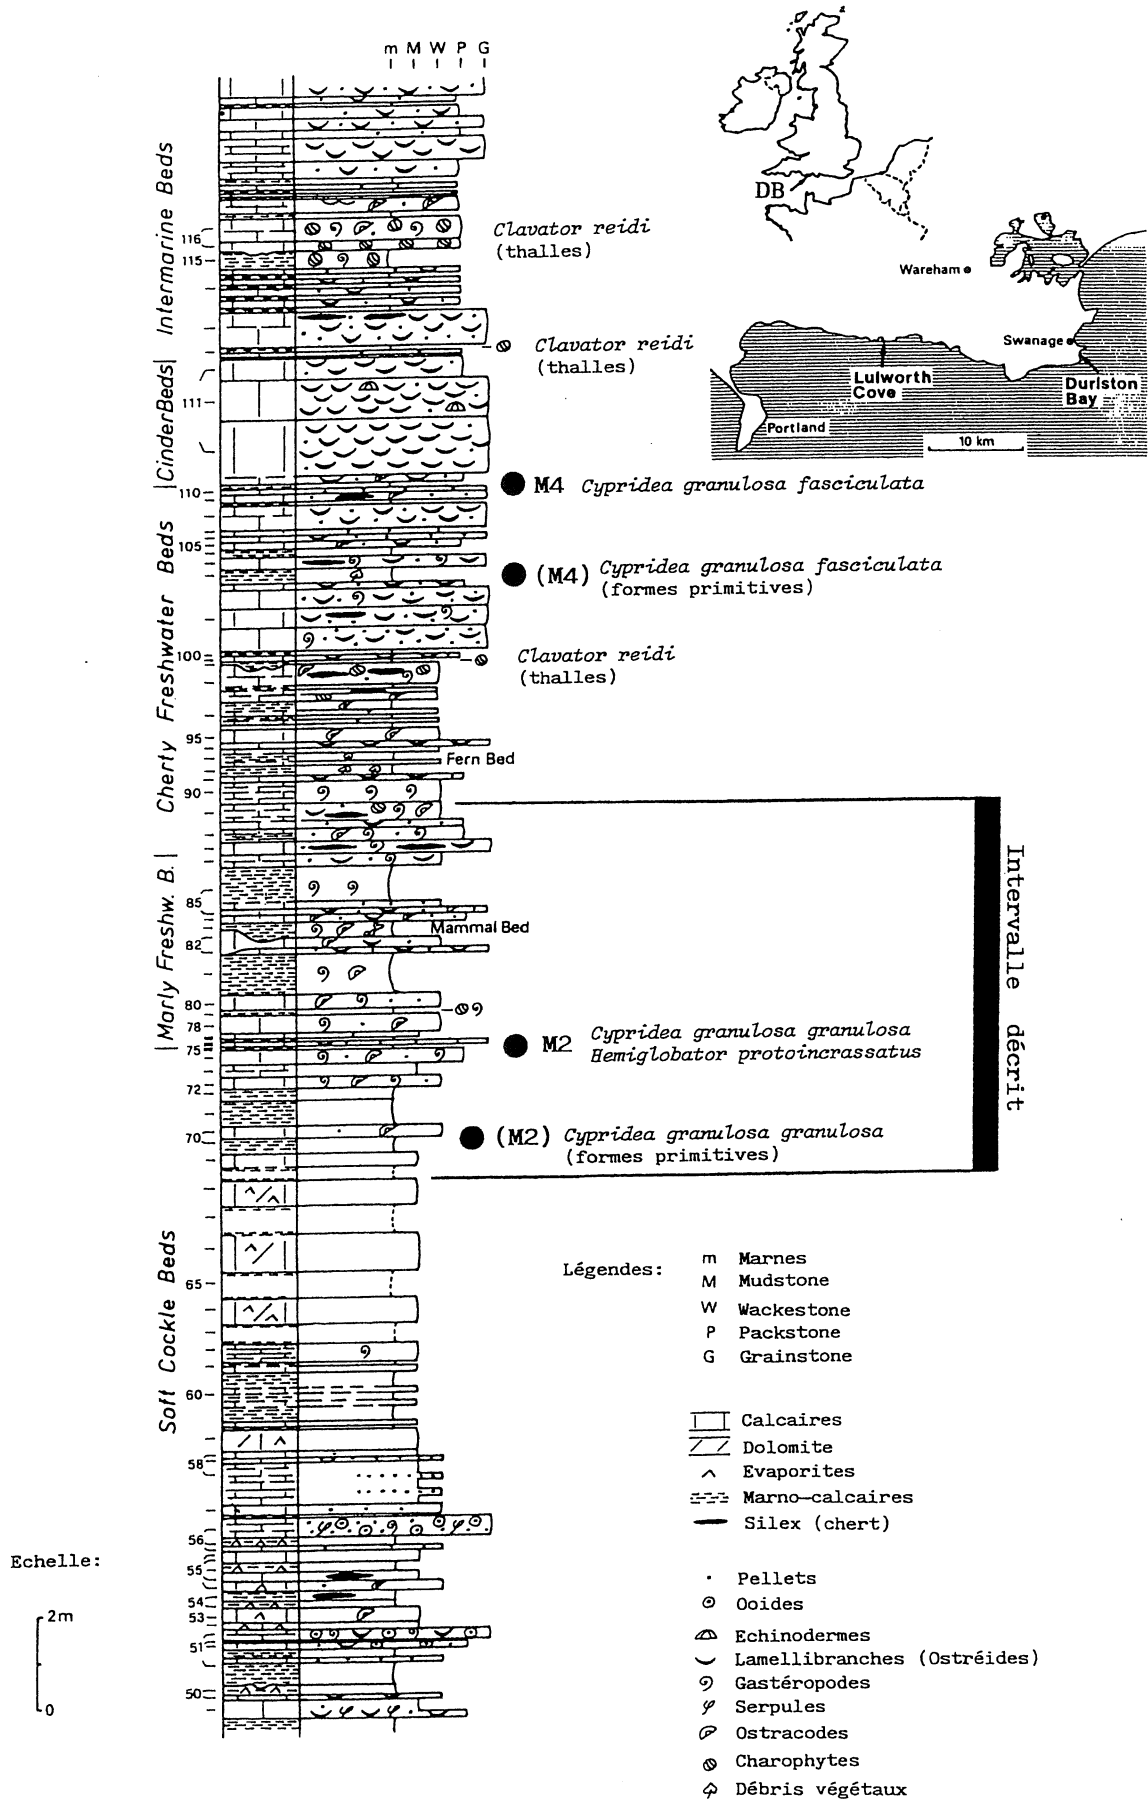 m M W P G
Intermarine Beds
116
115
Clavator reidi
(thalles)
Clavator reidi
(thalles)
CinderBeds
111
110
M4 Cypridea granulosa fasciculata
Cherty Freshwater Beds
105
(M4) Cypridea granulosa fasciculata
(formes primitives)
100
Clavator reidi
(thalles)
95
Fern Bed
90
Marly Freshw. B.
85
Mammal Bed
82
80
78
75
M2 Cypridea granulosa granulosa
Hemiglobator protoincrassatus
72
70
(M2) Cypridea granulosa granulosa
(formes primitives)
Intervalle décrit
Soft Cockle Beds
65
60
58
56
55
54
53
51
50
Echelle:
2m
0
DB
Wareham
Swanage
Lulworth
Cove
Durlston
Bay
Portland
10 km
Légendes:
m Marnes
M Mudstone
W Wackestone
P Packstone
G Grainstone
Calcaires
Dolomite
Evaporites
Marno-calcaires
Silex (chert)
Pellets
Ooides
Echinodermes
Lamellibranches (Ostréides)
Gastéropodes
Serpules
Ostracodes
Charophytes
Débris végétaux